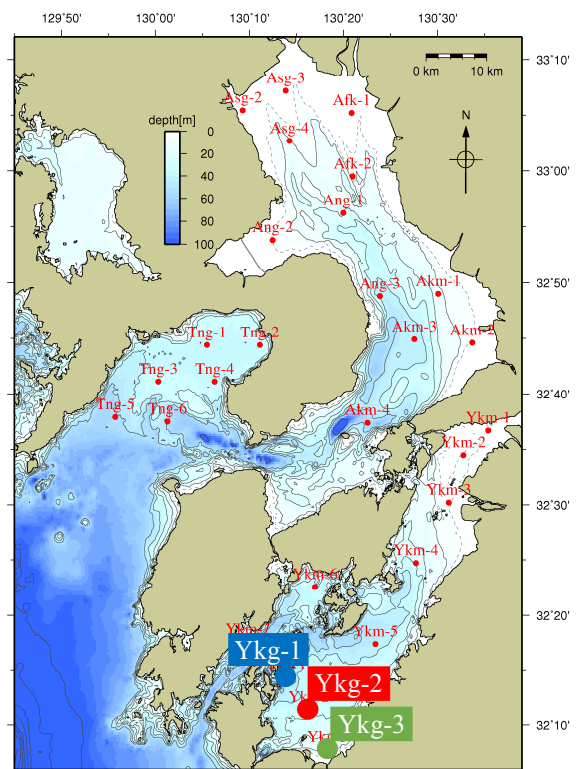 129˚50' 130˚00' 130˚10' 130˚20' 130˚30'
33˚10'
33˚00'
32˚50'
32˚40'
32˚30'
32˚20'
32˚10'
0 km 10 km
N
depth[m]
0
20
40
60
80
100
Asg-3
Asg-2
Afk-1
Asg-4
Afk-2
Ang-1
Ang-2
Ang-3
Akm-1
Akm-3
Akm-2
Tng-1
Tng-2
Tng-3
Tng-4
Tng-5
Tng-6
Akm-4
Ykm-1
Ykm-2
Ykm-3
Ykm-4
Ykm-6
Ykm-5
Ykg-1
Ykg-2
Ykg-3